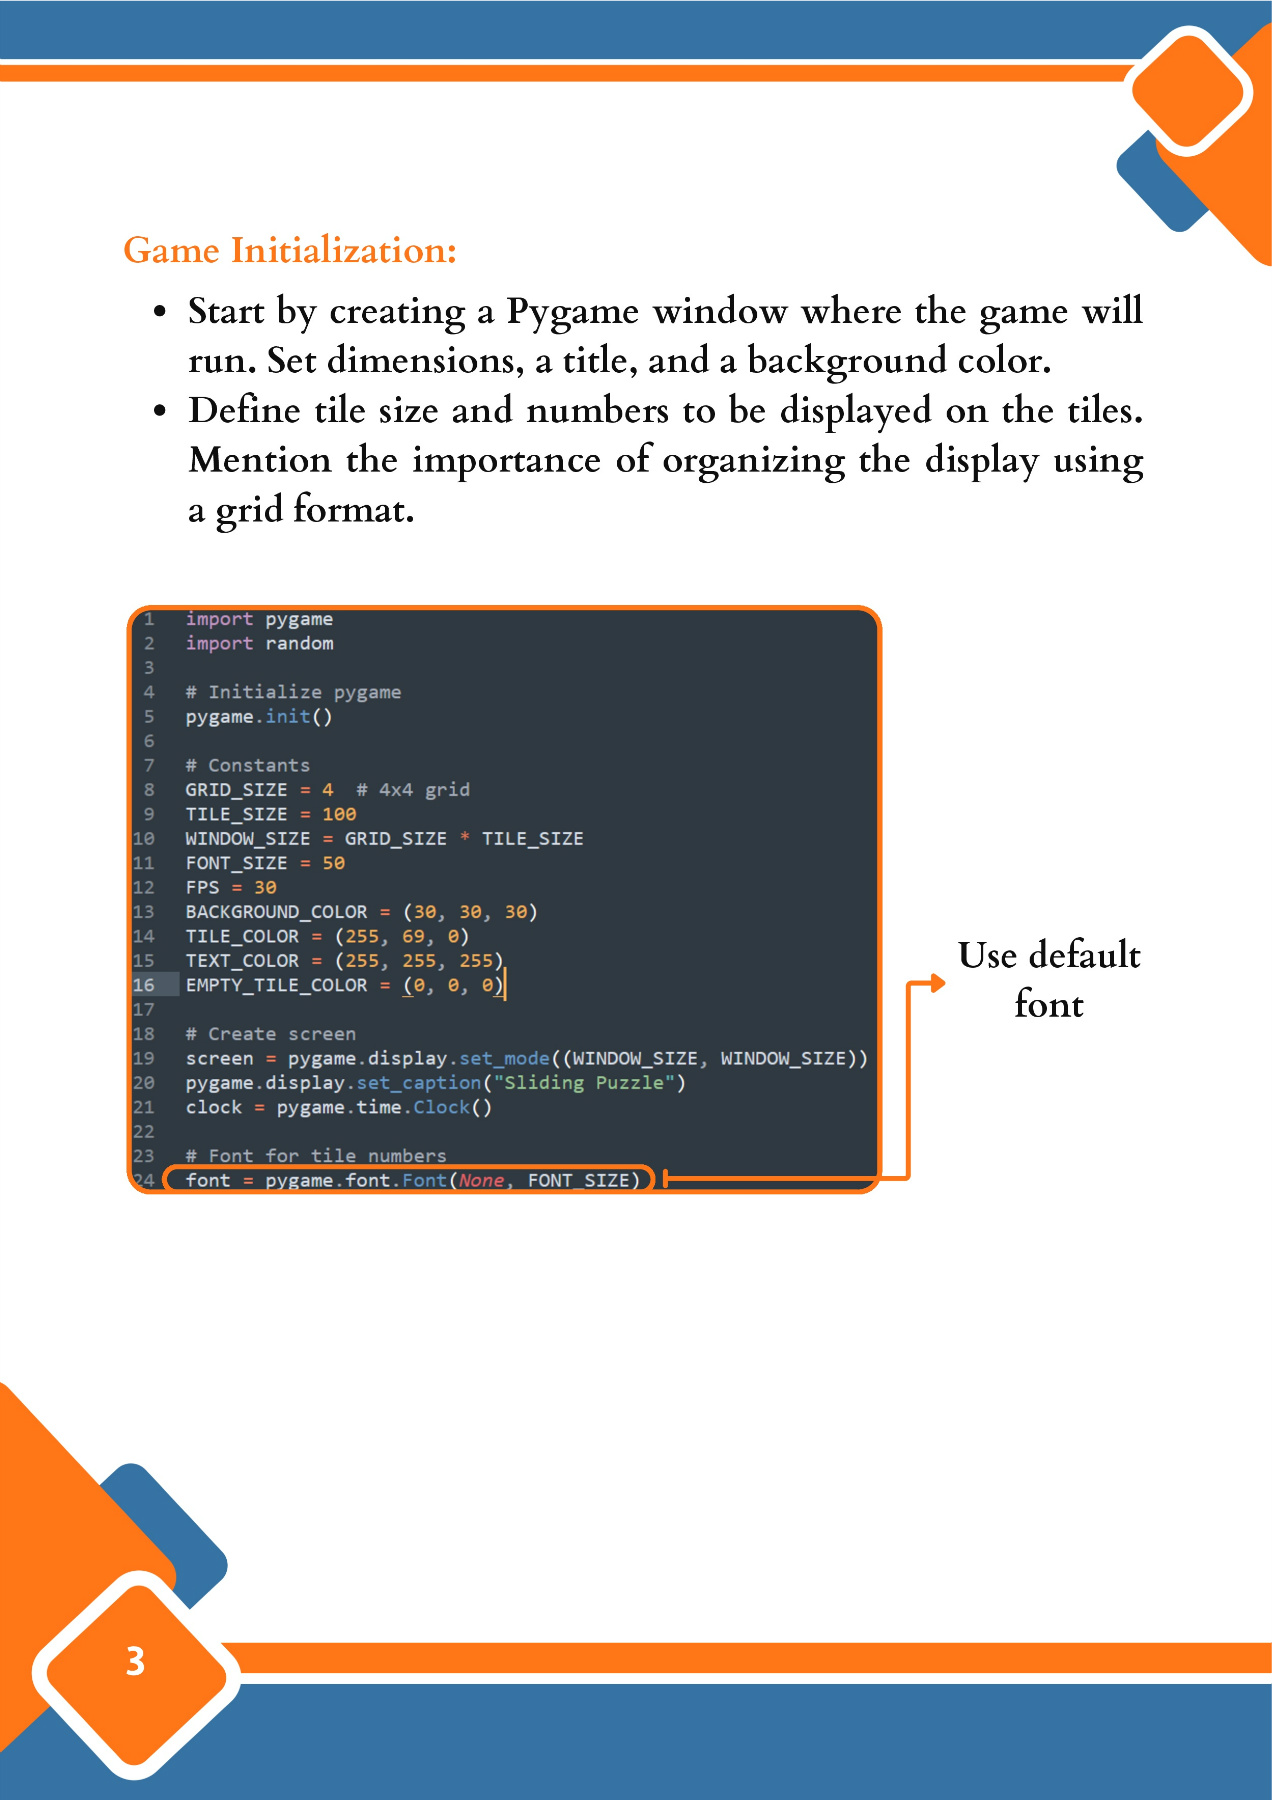 Game Initialization:
• Start by creating a Pygame window where the game will
run. Set dimensions, a title, and a background color.
• Define tile size and numbers to be displayed on the tiles.
Mention the importance of organizing the display using
a grid format.
1 import pygame
2 import random
3
4 # Initialize pygame
5 pygame.init()
6
7 # Constants
8 GRID_SIZE = 4  # 4x4 grid
9 TILE_SIZE = 100
10 WINDOW_SIZE = GRID_SIZE * TILE_SIZE
11 FONT_SIZE = 50
12 FPS = 30
13 BACKGROUND_COLOR = (30, 30, 30)
14 TILE_COLOR = (255, 69, 0)
15 TEXT_COLOR = (255, 255, 255)
16 EMPTY_TILE_COLOR = (0, 0, 0)
17
18 # Create screen
19 screen = pygame.display.set_mode((WINDOW_SIZE, WINDOW_SIZE))
20 pygame.display.set_caption("Sliding Puzzle")
21 clock = pygame.time.Clock()
22
23 # Font for tile numbers
24 font = pygame.font.Font(None, FONT_SIZE)
Use default
font
3